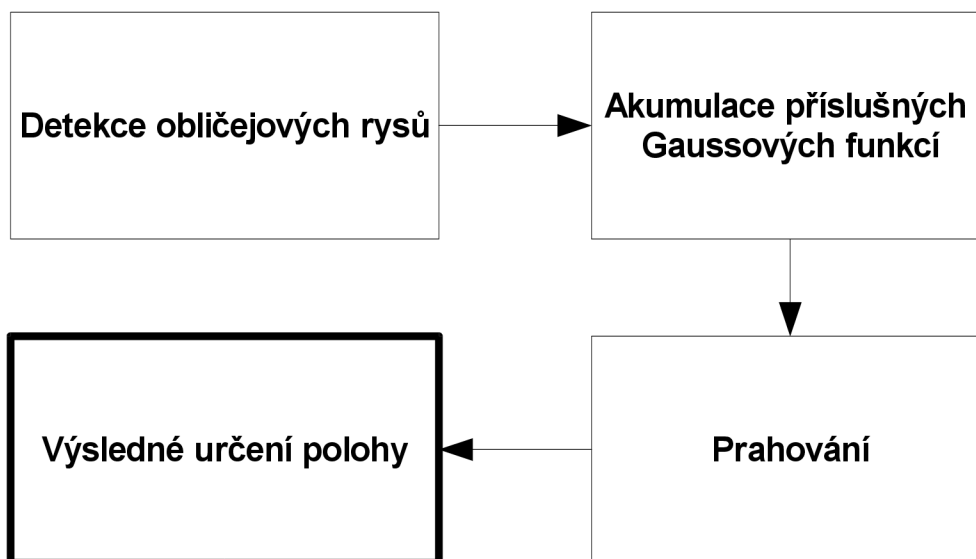 Detekce obličejových rysů
Akumulace příslušných
Gaussových funkcí
Prahování
Výsledné určení polohy